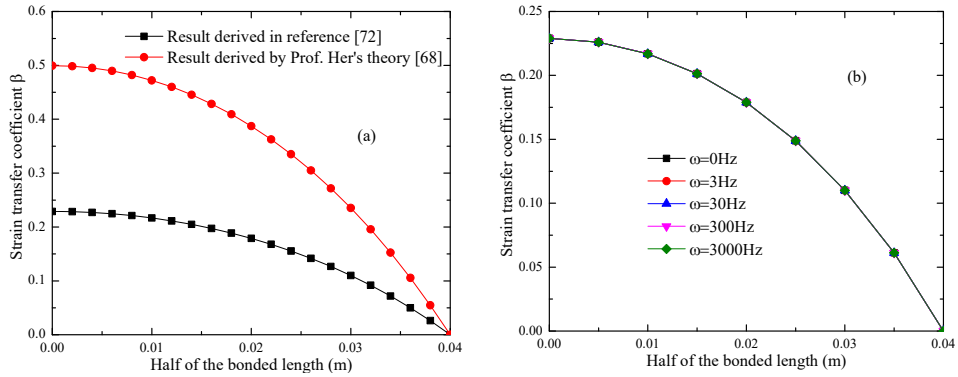 Strain transfer coefficient β
0.6
0.5
0.4
0.3
0.2
0.1
0.0
Result derived in reference [72]
Result derived by Prof. Her's theory [68]
(a)
0.00 0.01 0.02 0.03 0.04
Half of the bonded length (m)
Strain transfer coefficient β
0.25
0.20
0.15
0.10
0.05
0.00
(b)
ω=0Hz
ω=3Hz
ω=30Hz
ω=300Hz
ω=3000Hz
0.00 0.01 0.02 0.03 0.04
Half of the bonded length (m)